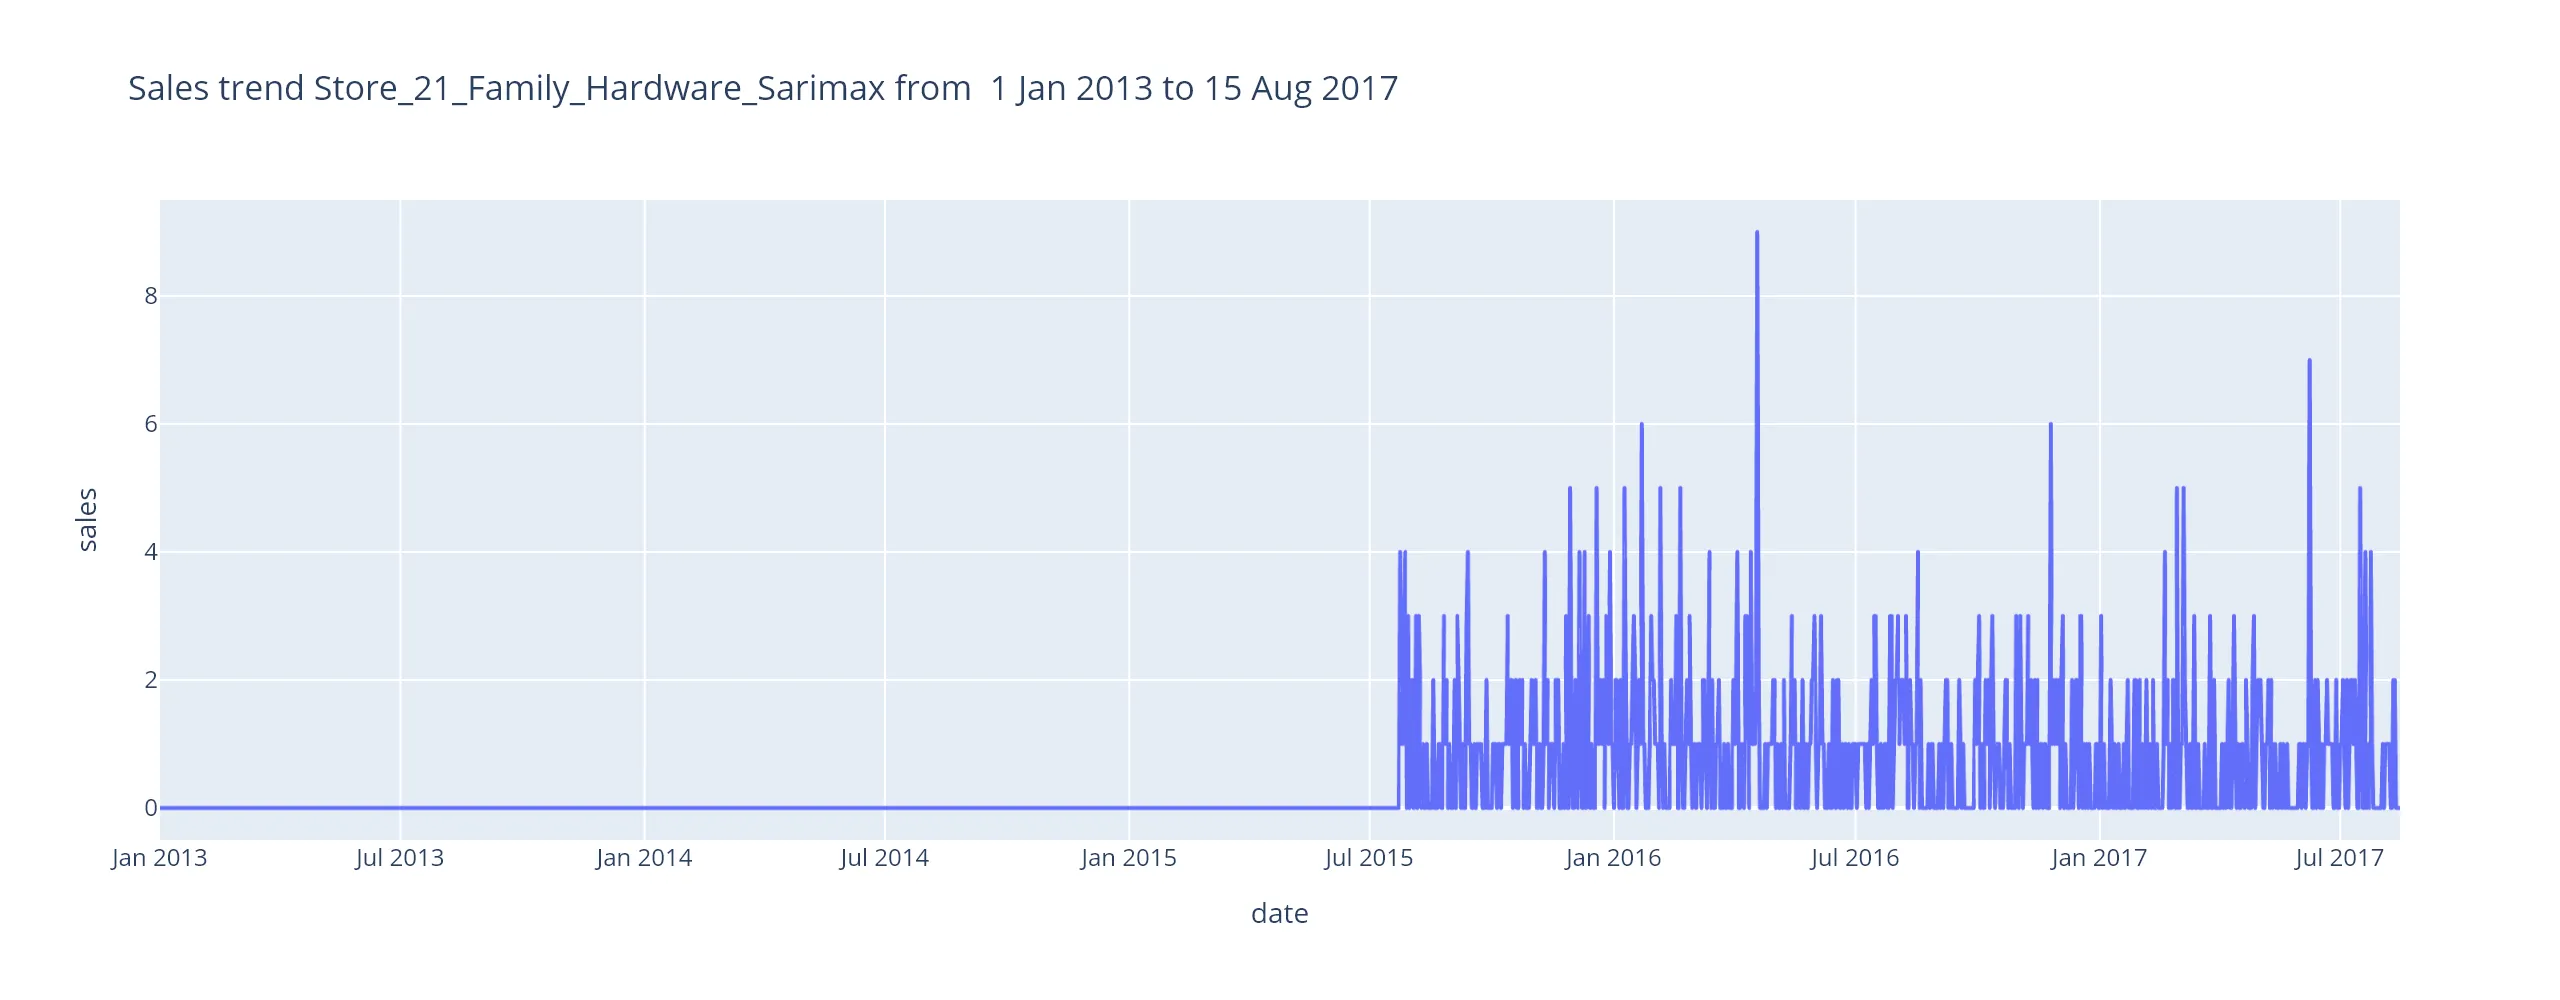 Sales trend Store_21_Family_Hardware_Sarimax from  1 Jan 2013 to 15 Aug 2017
8
6
4
2
0
sales
Jan 2013 Jul 2013 Jan 2014 Jul 2014 Jan 2015 Jul 2015 Jan 2016 Jul 2016 Jan 2017 Jul 2017
date